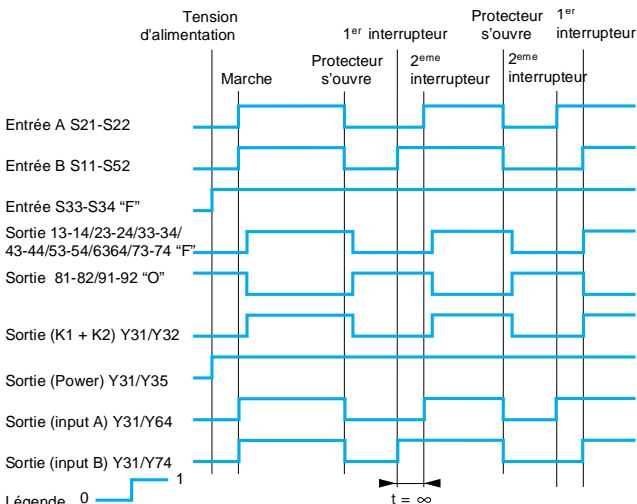 Tension
d'alimentation
Marche
Protecteur
s'ouvre
1er interrupteur
2eme
interrupteur
Protecteur
s'ouvre
2eme
interrupteur
1er
interrupteur
Entrée A S21-S22
Entrée B S11-S52
Entrée S33-S34 “F”
Sortie 13-14/23-24/33-34/
43-44/53-54/6364/73-74 “F”
Sortie 81-82/91-92 “O”
Sortie (K1 + K2) Y31/Y32
Sortie (Power) Y31/Y35
Sortie (input A) Y31/Y64
Sortie (input B) Y31/Y74
Légende 0 1
t = ∞